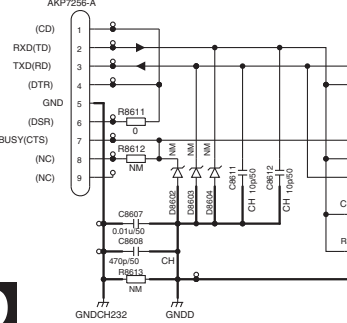 AKP7256-A
(CD) 1
RXD(TD) 2
TXD(RD) 3
(DTR) 4
GND 5
R8611
(DSR) 6
0
BUSY(CTS) 7
R8612
(NC) 8
NM
(NC) 9
NM
NM
NM
D8602
D8603
D8604
C8611
CH 10p/50
C8612
CH 10p/50
C8607
0.01u/50
C8608
470p/50 CH
R8613
NM
GNDCH232 GNDD
C
R